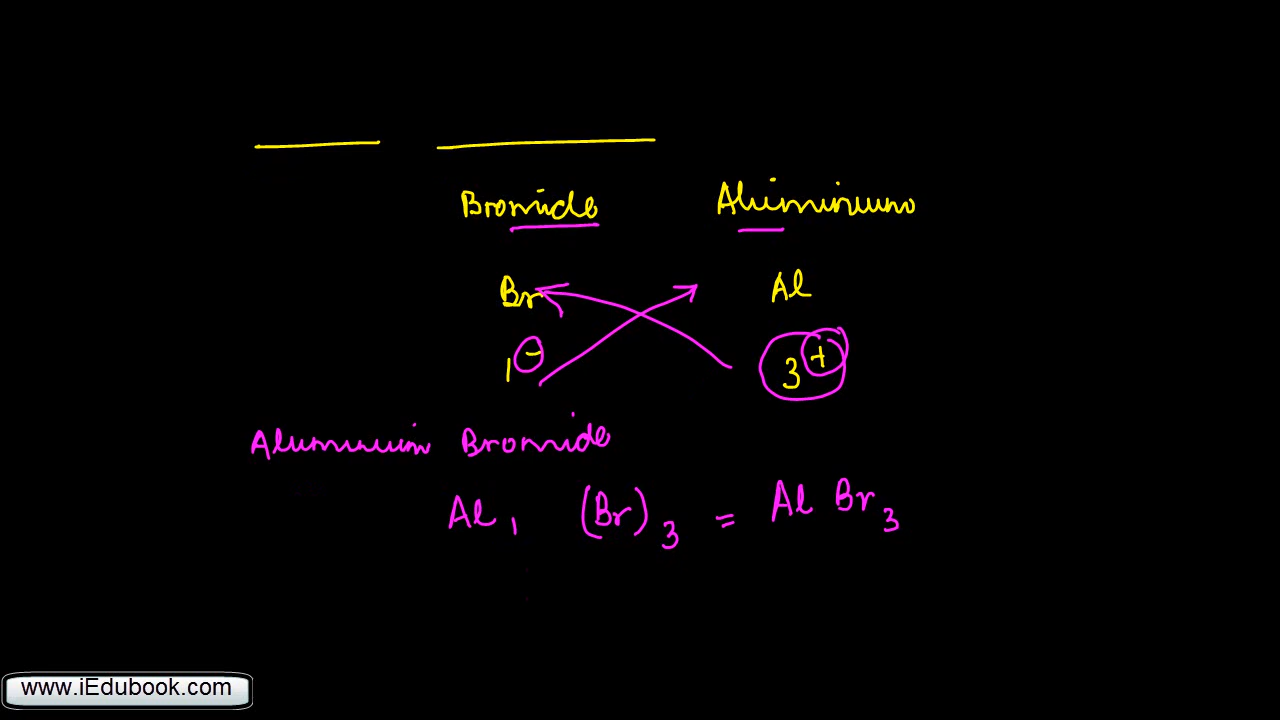 Bromide Aluminium
Br Al
1⁻ 3⁺
Aluminium Bromide
Al₁ (Br)₃ = Al Br₃
www.iEdubook.com